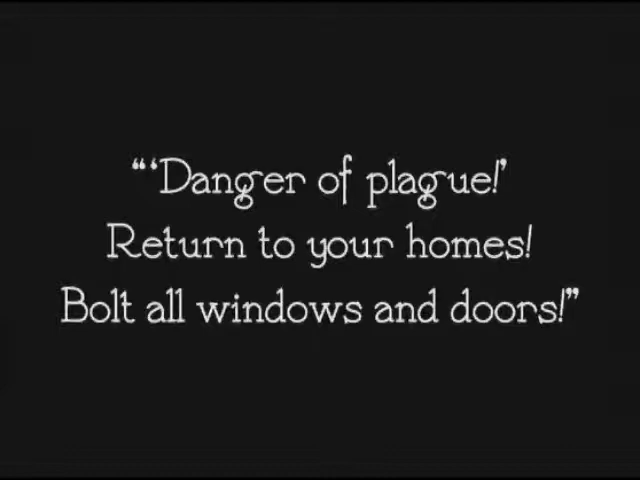 “‘Danger of plague!’
Return to your homes!
Bolt all windows and doors!”